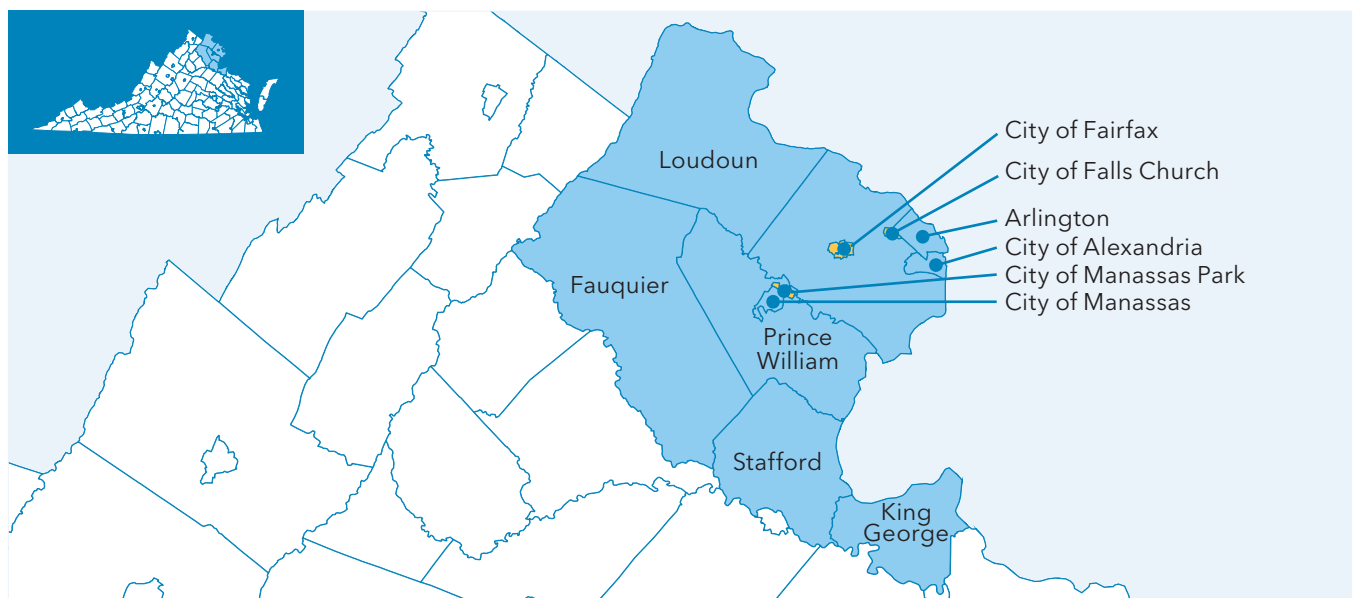 City of Fairfax
Loudoun
City of Falls Church
Arlington
City of Alexandria
City of Manassas Park
Fauquier
City of Manassas
Prince
William
Stafford
King
George